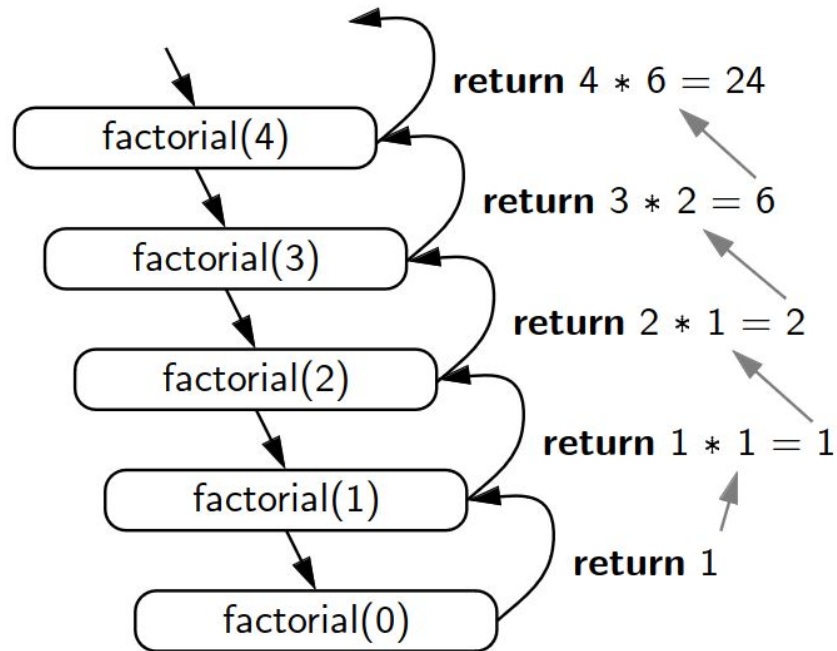 return 4 ∗ 6 = 24
factorial(4)
return 3 ∗ 2 = 6
factorial(3)
return 2 ∗ 1 = 2
factorial(2)
return 1 ∗ 1 = 1
factorial(1)
return 1
factorial(0)